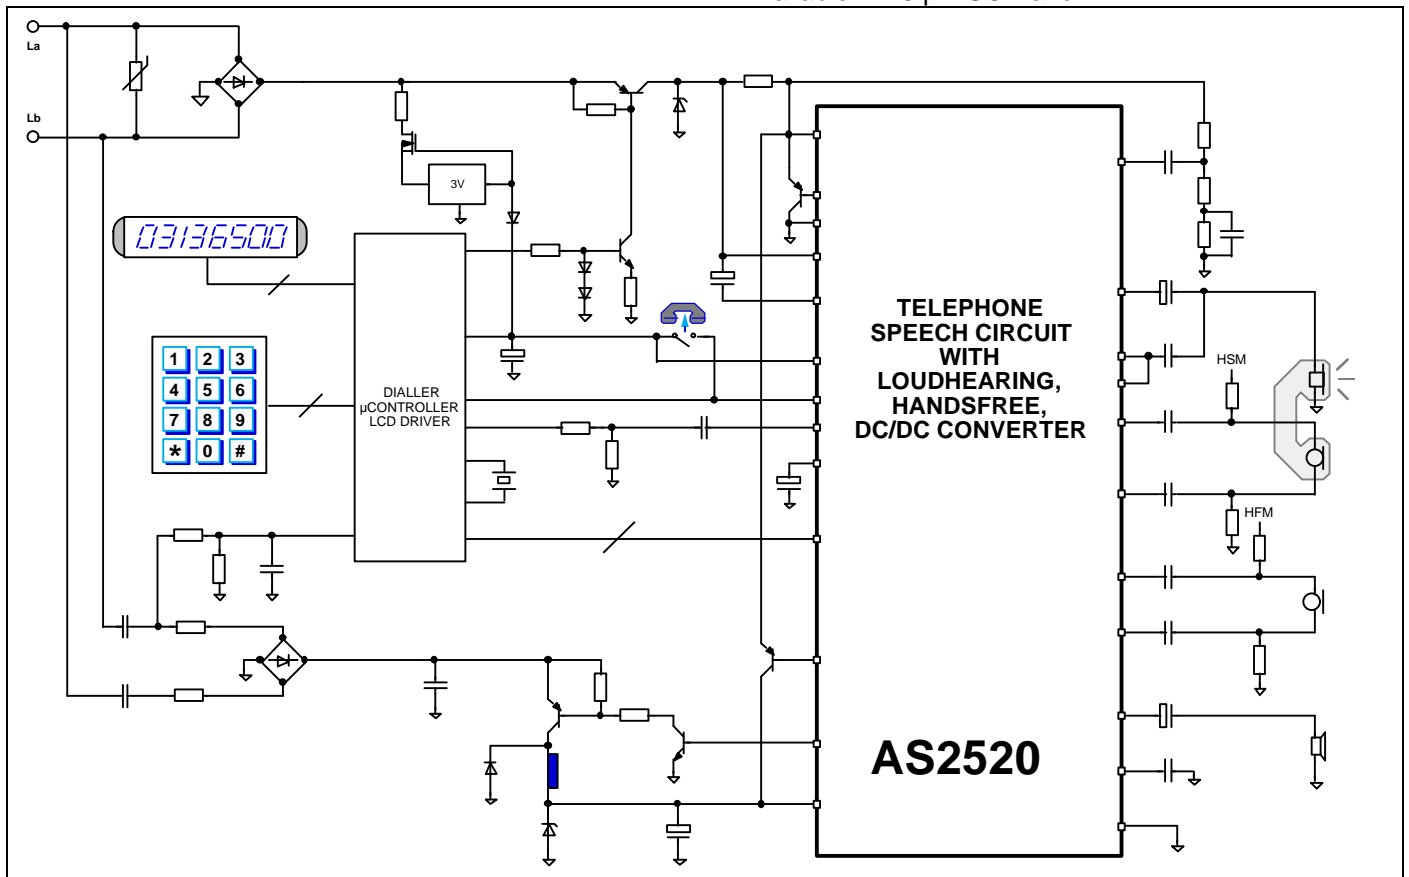 La
Lb
3V
03136500
1 2 3
4 5 6
7 8 9
* 0 #
DIALLER
µCONTROLLER
LCD DRIVER
TELEPHONE
SPEECH CIRCUIT
WITH
LOUDHEARING,
HANDSFREE,
DC/DC CONVERTER
AS2520
HSM
HFM